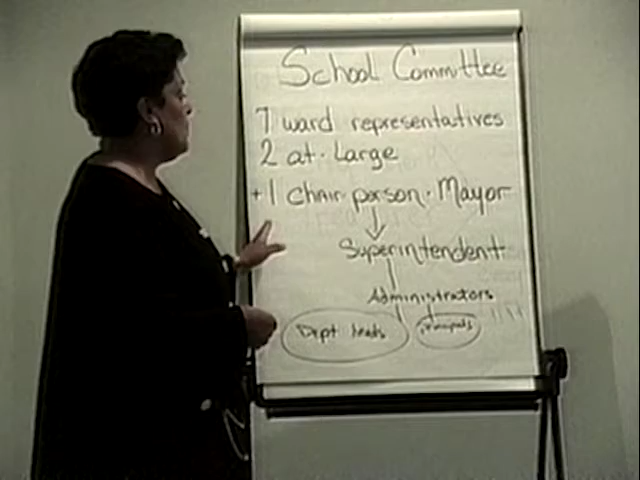 School Committee
7 ward representatives
2 at. Large
+1 Chair person. Mayor
Superintendent
Administrators
Dept heads
principals